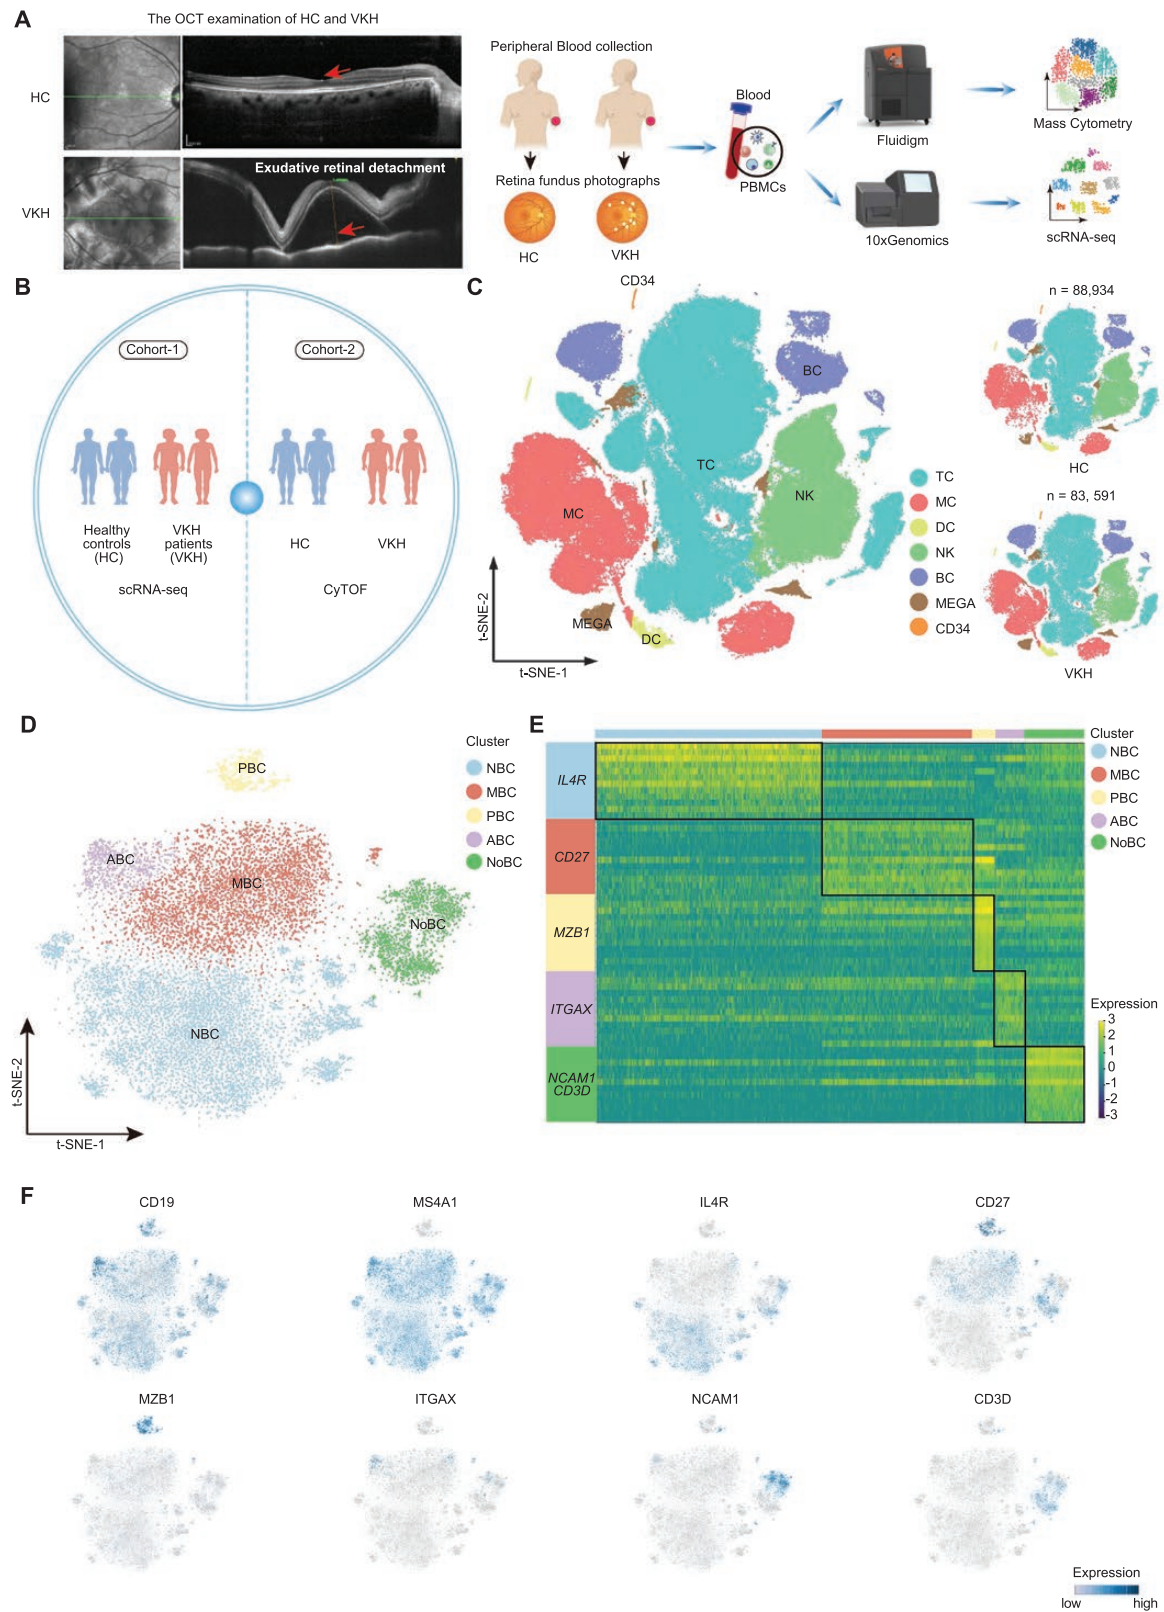 A
The OCT examination of HC and VKH
HC
VKH
Exudative retinal detachment
Peripheral Blood collection
Retina fundus photographs
HC
VKH
Blood
PBMCs
Fluidigm
10xGenomics
Mass Cytometry
scRNA-seq
B
Cohort-1
Cohort-2
Healthy
controls
(HC)
VKH
patients
(VKH)
HC
VKH
scRNA-seq
CyTOF
C
CD34
BC
TC
NK
MC
MEGA
DC
t-SNE-2
t-SNE-1
TC
MC
DC
NK
BC
MEGA
CD34
n = 88,934
HC
n = 83, 591
VKH
D
PBC
ABC
MBC
NoBC
NBC
t-SNE-2
t-SNE-1
Cluster
NBC
MBC
PBC
ABC
NoBC
E
IL4R
CD27
MZB1
ITGAX
NCAM1
CD3D
Cluster
NBC
MBC
PBC
ABC
NoBC
Expression
3
2
1
0
-1
-2
-3
F
CD19
MS4A1
IL4R
CD27
MZB1
ITGAX
NCAM1
CD3D
Expression
low
high